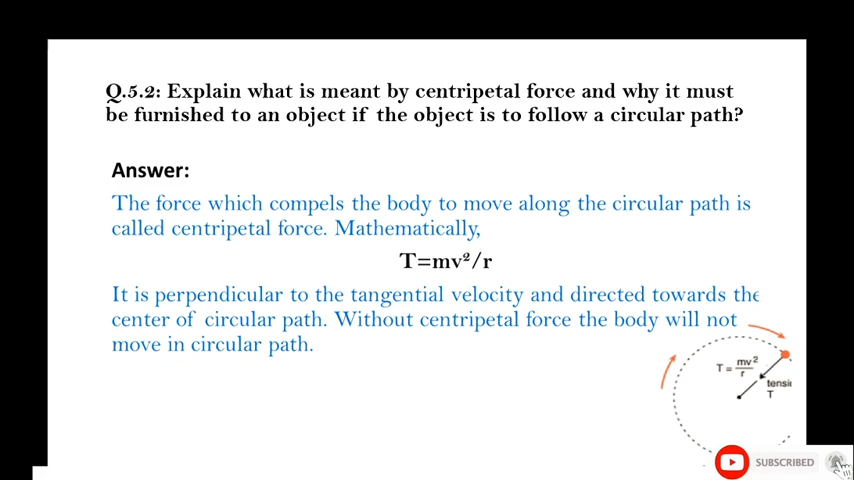 Q.5.2: Explain what is meant by centripetal force and why it must
be furnished to an object if the object is to follow a circular path?
Answer:
The force which compels the body to move along the circular path is
called centripetal force. Mathematically,
T=mv²/r
It is perpendicular to the tangential velocity and directed towards the
center of circular path. Without centripetal force the body will not
move in circular path.
T = mv²/r
tensi
T
SUBSCRIBED